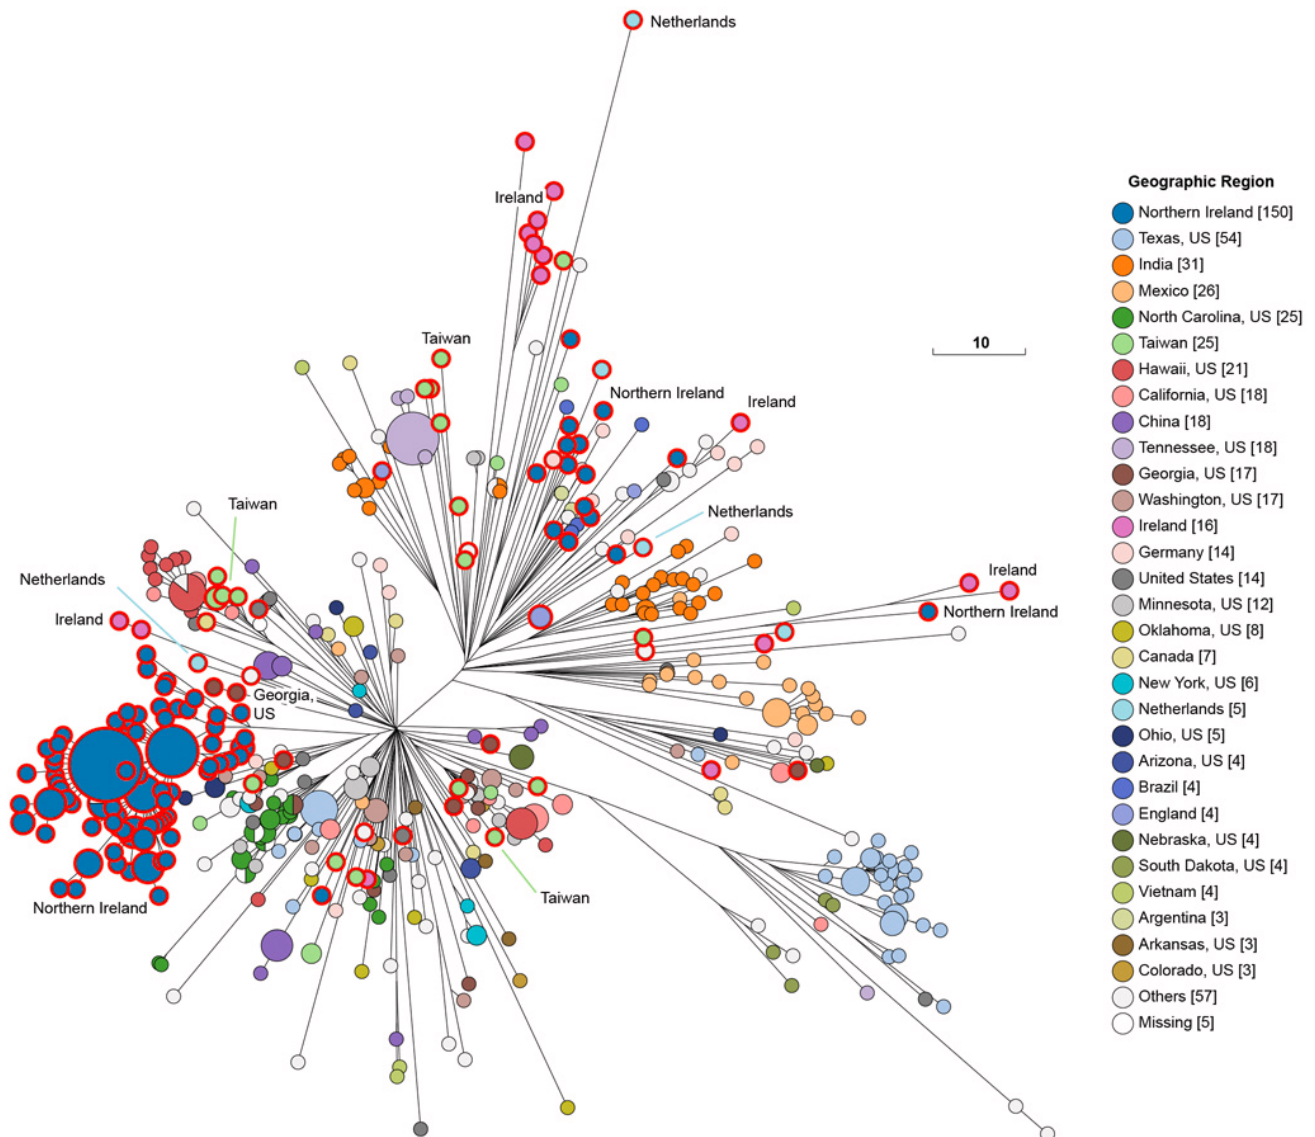 Netherlands
Ireland
Geographic Region
Northern Ireland [150]
Texas, US [54]
India [31]
Mexico [26]
North Carolina, US [25]
Taiwan [25]
Hawaii, US [21]
California, US [18]
China [18]
Tennessee, US [18]
Georgia, US [17]
Washington, US [17]
Ireland [16]
Germany [14]
United States [14]
Minnesota, US [12]
Oklahoma, US [8]
Canada [7]
New York, US [6]
Netherlands [5]
Ohio, US [5]
Arizona, US [4]
Brazil [4]
England [4]
Nebraska, US [4]
South Dakota, US [4]
Vietnam [4]
Argentina [3]
Arkansas, US [3]
Colorado, US [3]
Others [57]
Missing [5]
10
Taiwan
Northern Ireland
Ireland
Taiwan
Netherlands
Netherlands
Ireland
Ireland
Northern Ireland
Georgia,
US
Taiwan
Northern Ireland